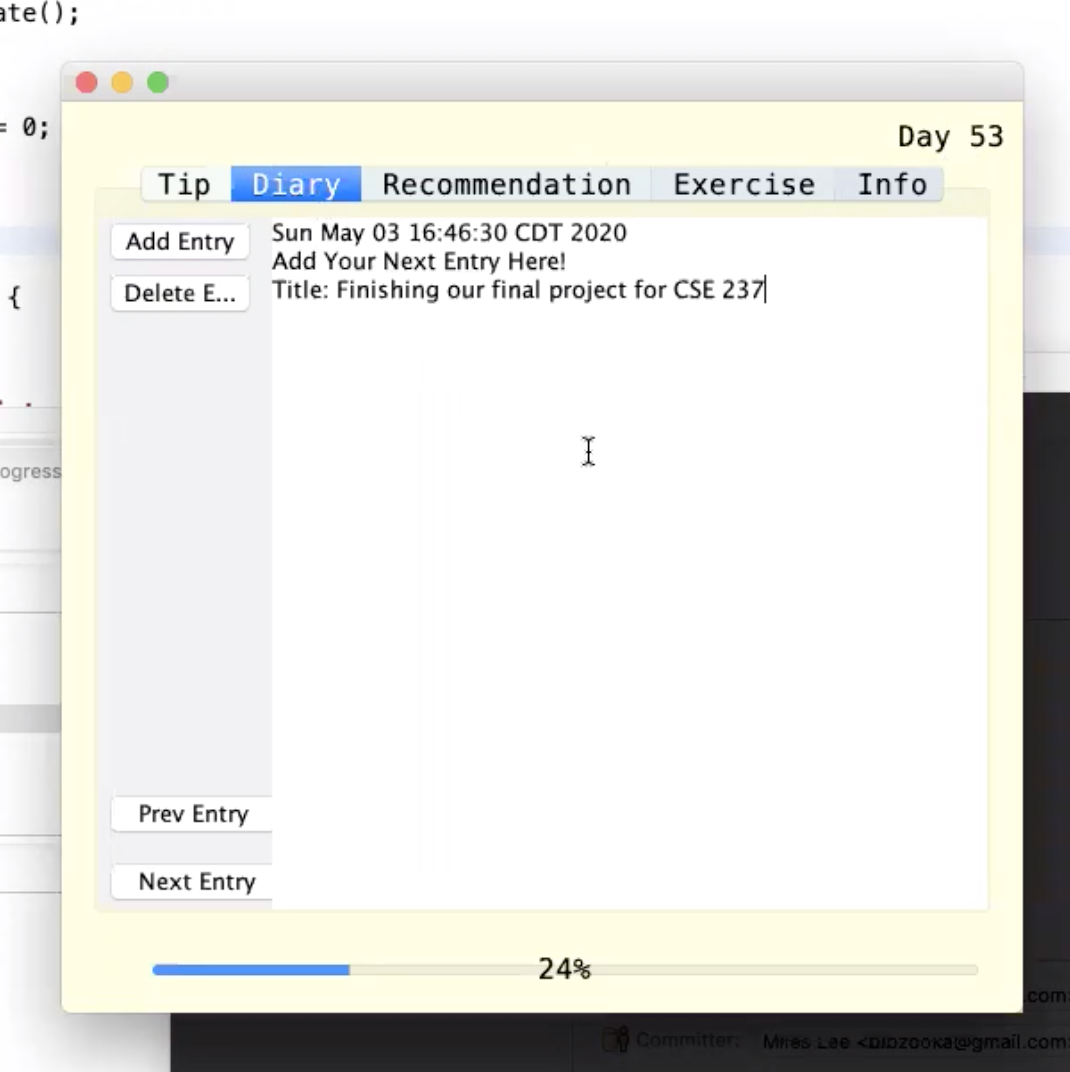 ate();
= 0;
Day 53
Tip Diary Recommendation Exercise Info
Add Entry
Sun May 03 16:46:30 CDT 2020
Add Your Next Entry Here!
Delete E...
Title: Finishing our final project for CSE 237
{
ogress
Prev Entry
Next Entry
24%
.com
Committer: Miles Lee <pipzooka@gmail.com